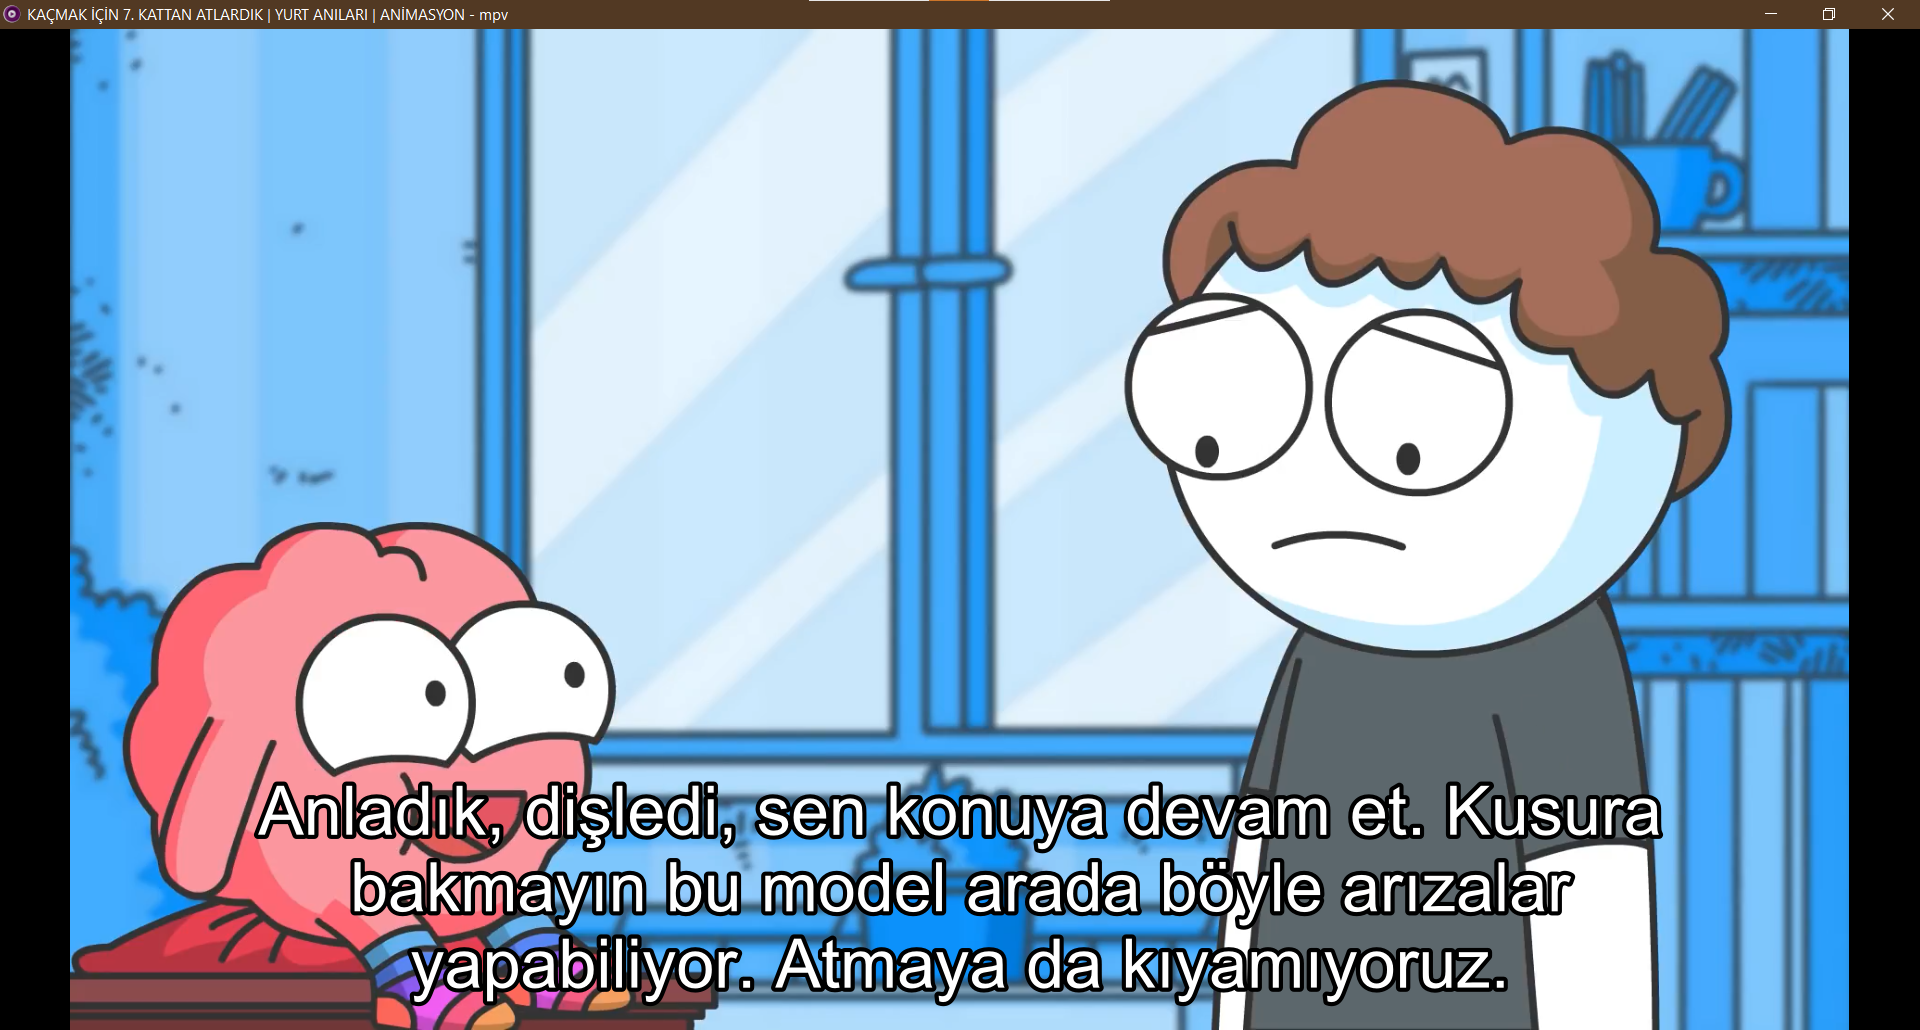 KAÇMAK İÇİN 7. KATTAN ATLARDIK | YURT ANILARI | ANİMASYON - mpv
Anladık, dişledi, sen konuya devam et. Kusura
bakmayın bu model arada böyle arızalar
yapabiliyor. Atmaya da kıyamıyoruz.